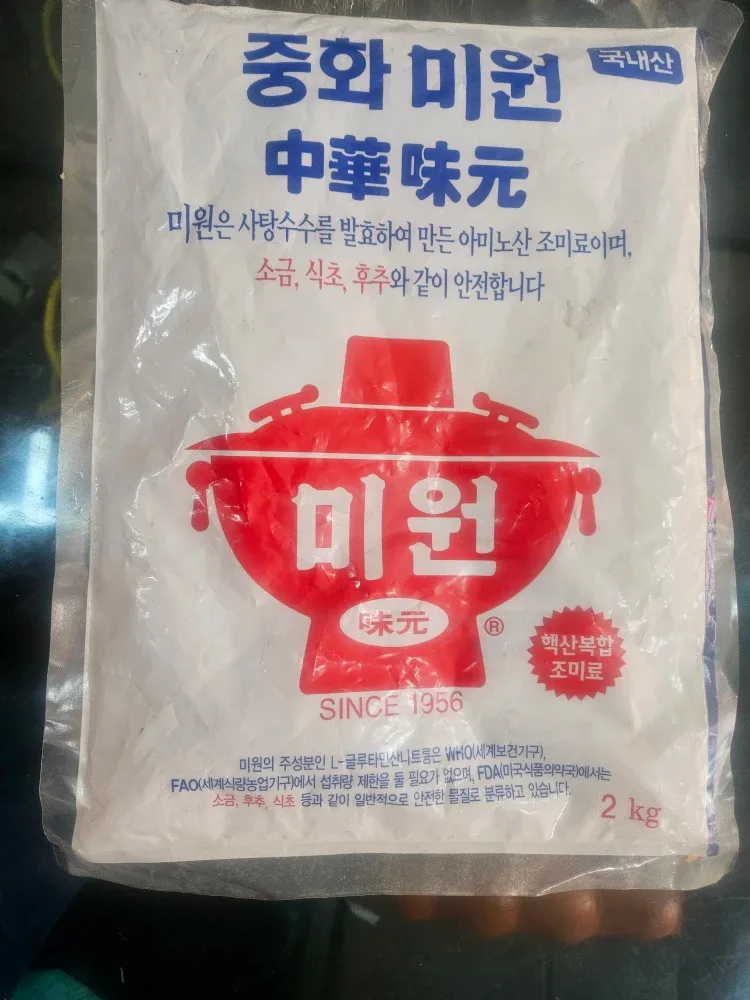 중화 미원
국내산
中華 味元
미원은 사탕수수를 발효하여 만든 아미노산 조미료이며,
소금, 식초, 후추와 같이 안전합니다
미원
味元
®
핵산복합
조미료
SINCE 1956
미원의 주성분인 L-글루타민산나트륨은 WHO(세계보건기구),
FAO(세계식량농업기구)에서 섭취량 제한을 둘 필요가 없으며, FDA(미국식품의약국)에서는
소금, 후추, 식초 등과 같이 일반적으로 안전한 물질로 분류하고 있습니다.
2 kg